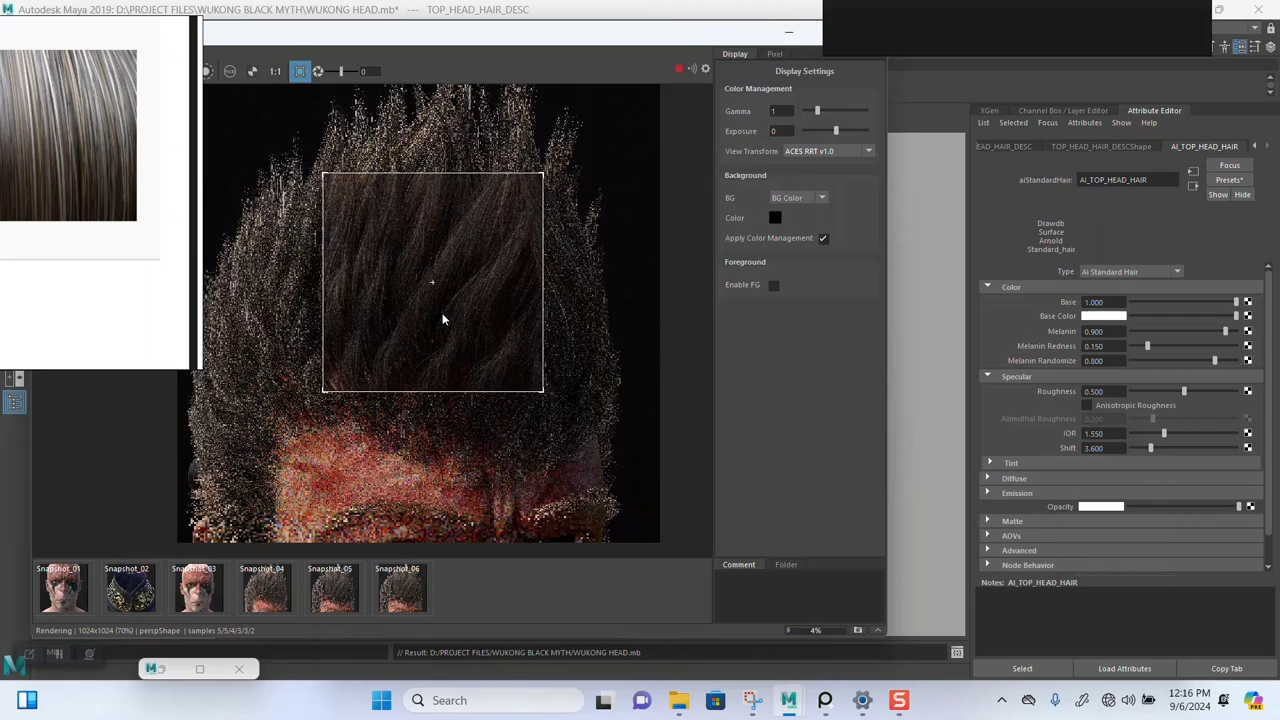 Autodesk Maya 2019: D:\PROJECT FILES\WUKONG BLACK MYTH\WUKONG HEAD.mb* --- TOP_HEAD_HAIR_DESC
1:1
0
Display
Pixel
Display Settings
Color Management
Gamma 1
Exposure 0
View Transform ACES RRT v1.0
Background
BG BG Color
Color
Apply Color Management
Foreground
Enable FG
Comment
Folder
XGen
Channel Box / Layer Editor
Attribute Editor
List Selected Focus Attributes Show Help
EAD_HAIR_DESC
TOP_HEAD_HAIR_DESCShape
AI_TOP_HEAD_HAIR
Focus
aiStandardHair: AI_TOP_HEAD_HAIR
Presets*
Show Hide
Drawdb
Surface
Arnold
Standard_hair
Type Ai Standard Hair
Color
Base 1.000
Base Color
Melanin 0.900
Melanin Redness 0.150
Melanin Randomize 0.800
Specular
Roughness 0.500
Anisotropic Roughness
Azimuthal Roughness 0.200
IOR 1.550
Shift 3.600
Tint
Diffuse
Emission
Opacity
Matte
AOVs
Advanced
Node Behavior
Notes: AI_TOP_HEAD_HAIR
Select
Load Attributes
Copy Tab
Snapshot_01
Snapshot_02
Snapshot_03
Snapshot_04
Snapshot_05
Snapshot_06
Rendering | 1024x1024 (70%) | perspShape | samples 5/5/4/3/3/2
4%
// Result: D:/PROJECT FILES/WUKONG BLACK MYTH/WUKONG HEAD.mb
Search
12:16 PM
9/6/2024